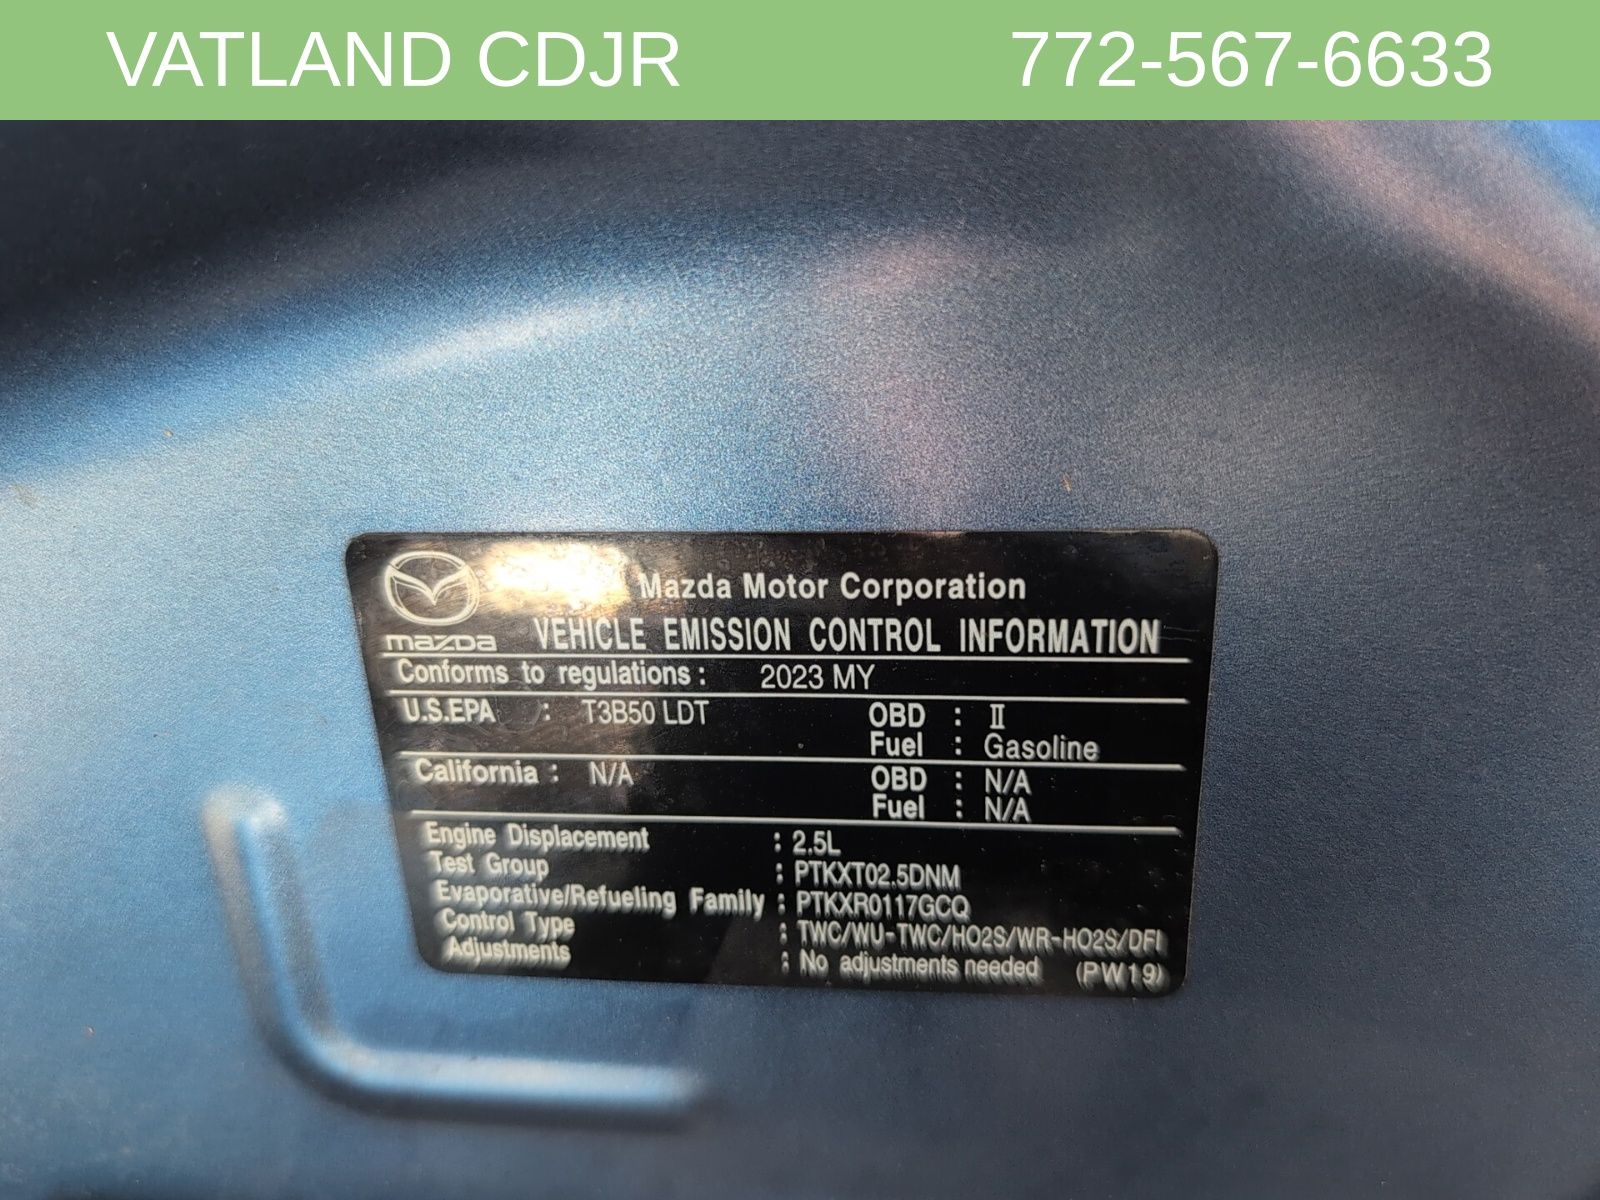 VATLAND CDJR 772-567-6633
Mazda Motor Corporation
mazda VEHICLE EMISSION CONTROL INFORMATION
Conforms to regulations : 2023 MY
U.S.EPA : T3B50 LDT OBD : II
Fuel : Gasoline
California : N/A OBD : N/A
Fuel : N/A
Engine Displacement : 2.5L
Test Group : PTKXT02.5DNM
Evaporative/Refueling Family : PTKXR0117GCQ
Control Type : TWC/WU-TWC/HO2S/WR-HO2S/DFI
Adjustments : No adjustments needed (PW19)